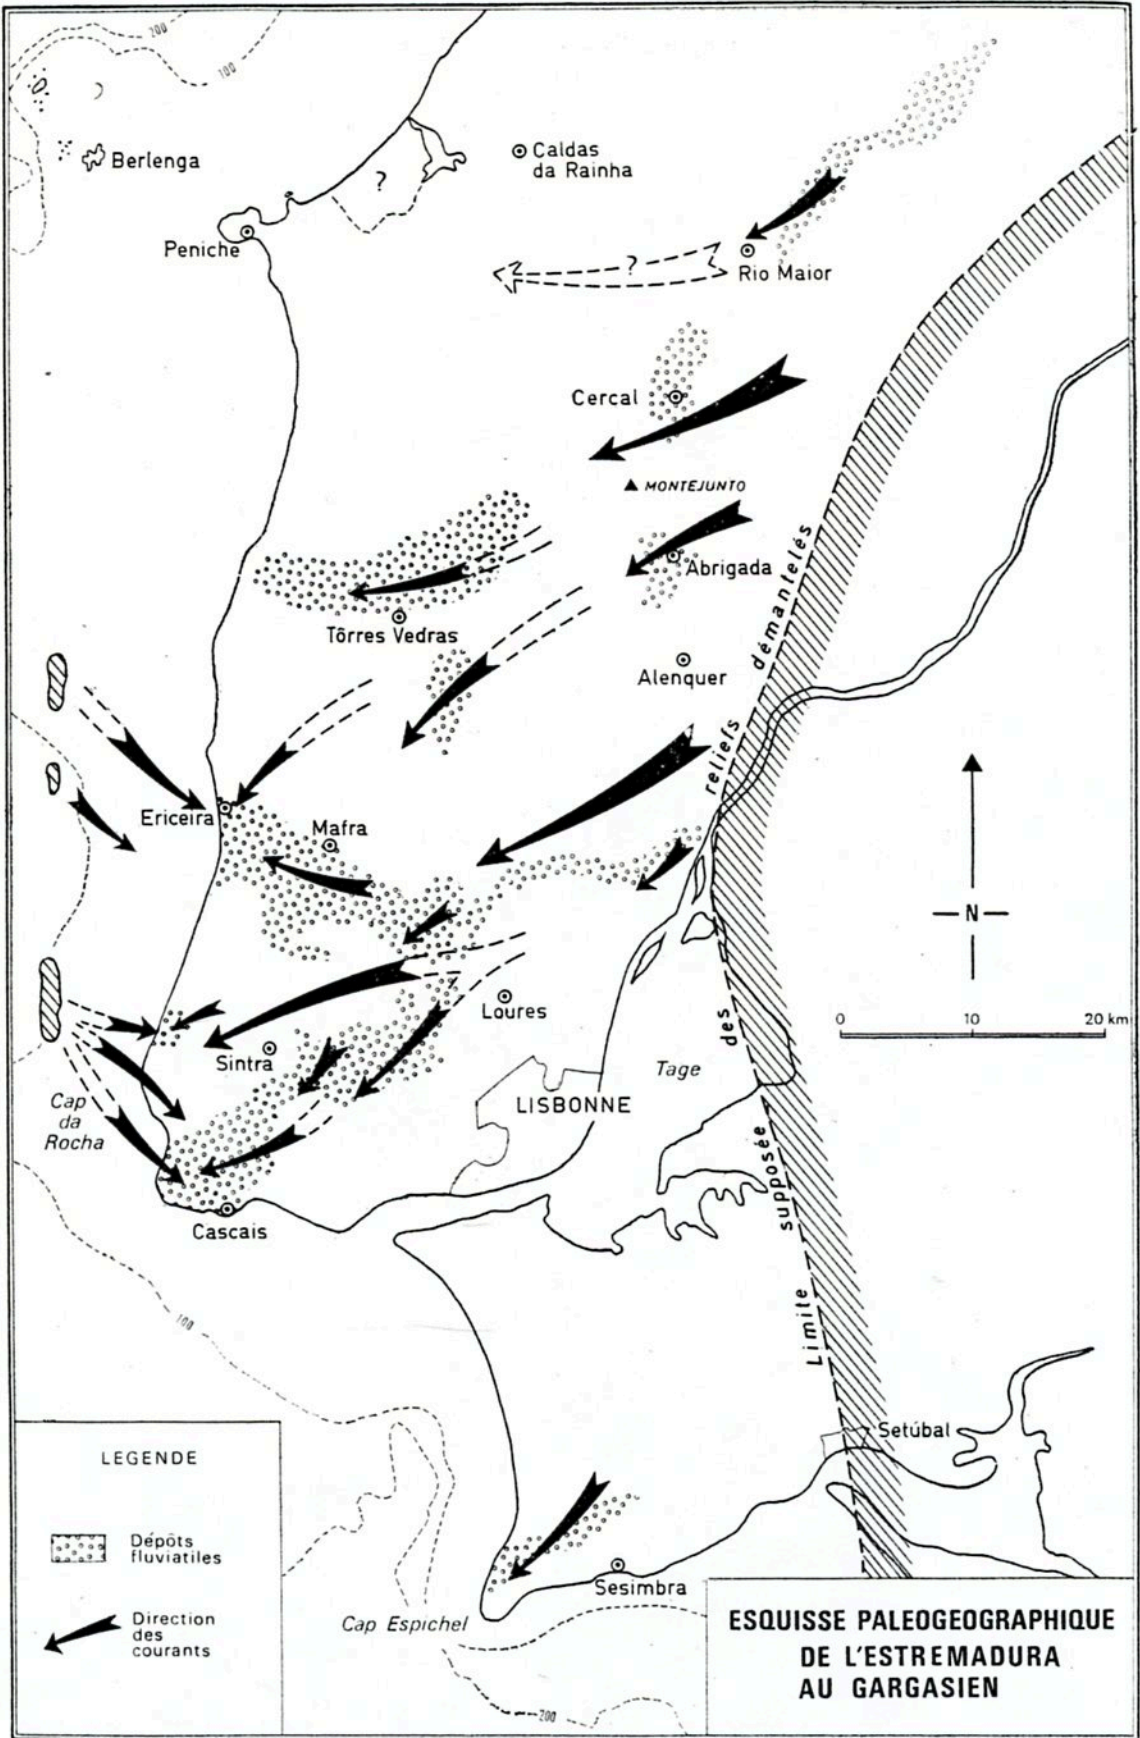 200
100
Berlenga
Caldas
da Rainha
?
Peniche
?
Rio Maior
Cercal
MONTEJUNTO
Abrigada
Tôrres Vedras
Alenquer
Limite supposée des reliefs démantelés
Ericeira
Mafra
N
Loures
0 10 20 km
Sintra
Tage
Cap
da
Rocha
LISBONNE
Cascais
100
Setúbal
LEGENDE
Dépôts
fluviatiles
Direction
des
courants
Sesimbra
Cap Espichel
200
ESQUISSE PALEOGEOGRAPHIQUE
DE L'ESTREMADURA
AU GARGASIEN